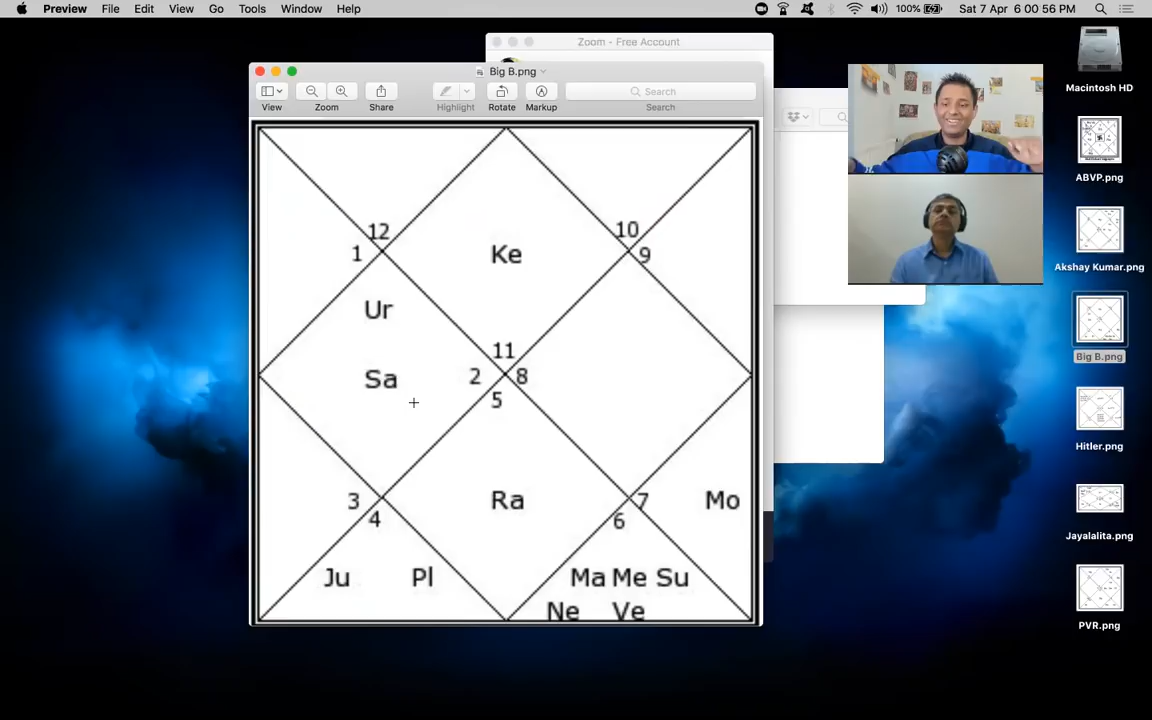 Preview File Edit View Go Tools Window Help 100% Sat 7 Apr 6 00 56 PM
Zoom - Free Account
Big B.png
Search
View Zoom Share Highlight Rotate Markup Search
12 10
1 Ke 9
Ur
11
Sa 2 8
5
3 Ra 7 Mo
4 6
Ju Pl Ma Me Su
Ne Ve
Macintosh HD
ABVP.png
Akshay Kumar.png
Big B.png
Hitler.png
Jayalalita.png
PVR.png